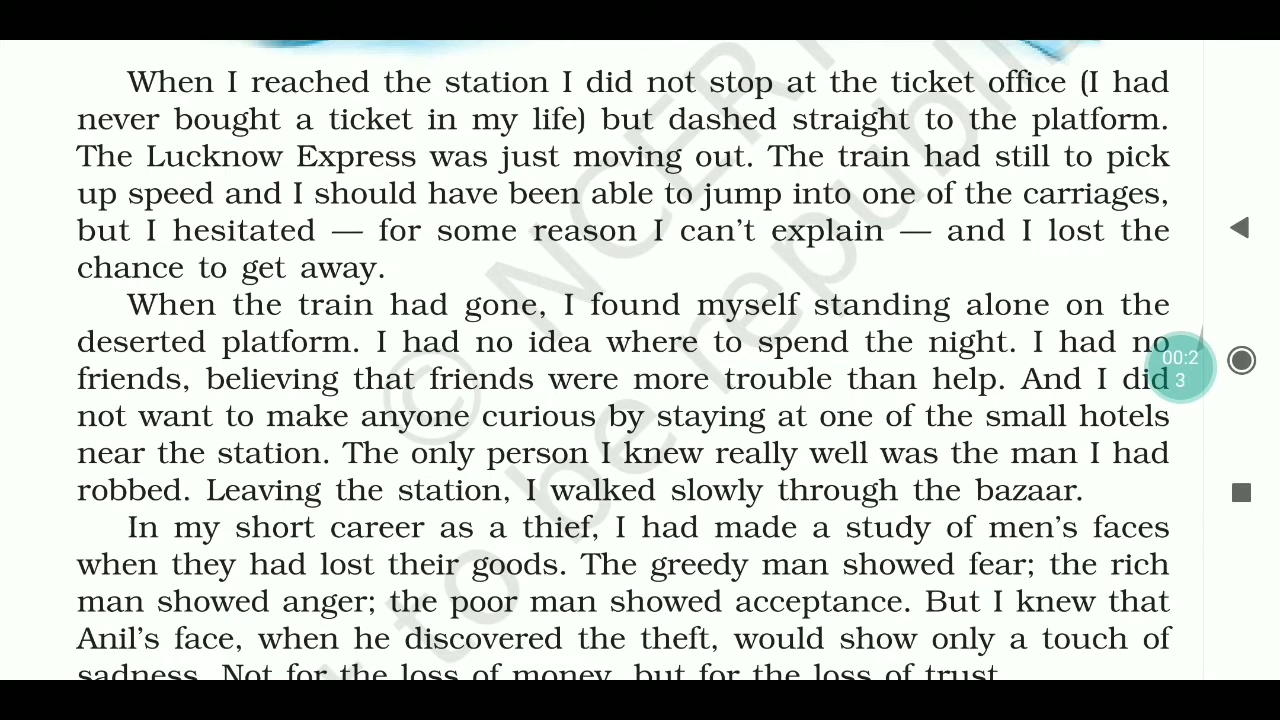 When I reached the station I did not stop at the ticket office (I had
never bought a ticket in my life) but dashed straight to the platform.
The Lucknow Express was just moving out. The train had still to pick
up speed and I should have been able to jump into one of the carriages,
but I hesitated — for some reason I can't explain — and I lost the
chance to get away.
When the train had gone, I found myself standing alone on the
deserted platform. I had no idea where to spend the night. I had no
friends, believing that friends were more trouble than help. And I did
not want to make anyone curious by staying at one of the small hotels
near the station. The only person I knew really well was the man I had
robbed. Leaving the station, I walked slowly through the bazaar.
In my short career as a thief, I had made a study of men's faces
when they had lost their goods. The greedy man showed fear; the rich
man showed anger; the poor man showed acceptance. But I knew that
Anil's face, when he discovered the theft, would show only a touch of
sadness. Not for the loss of money, but for the loss of trust.
© NCERT
to be republi
00:2
3